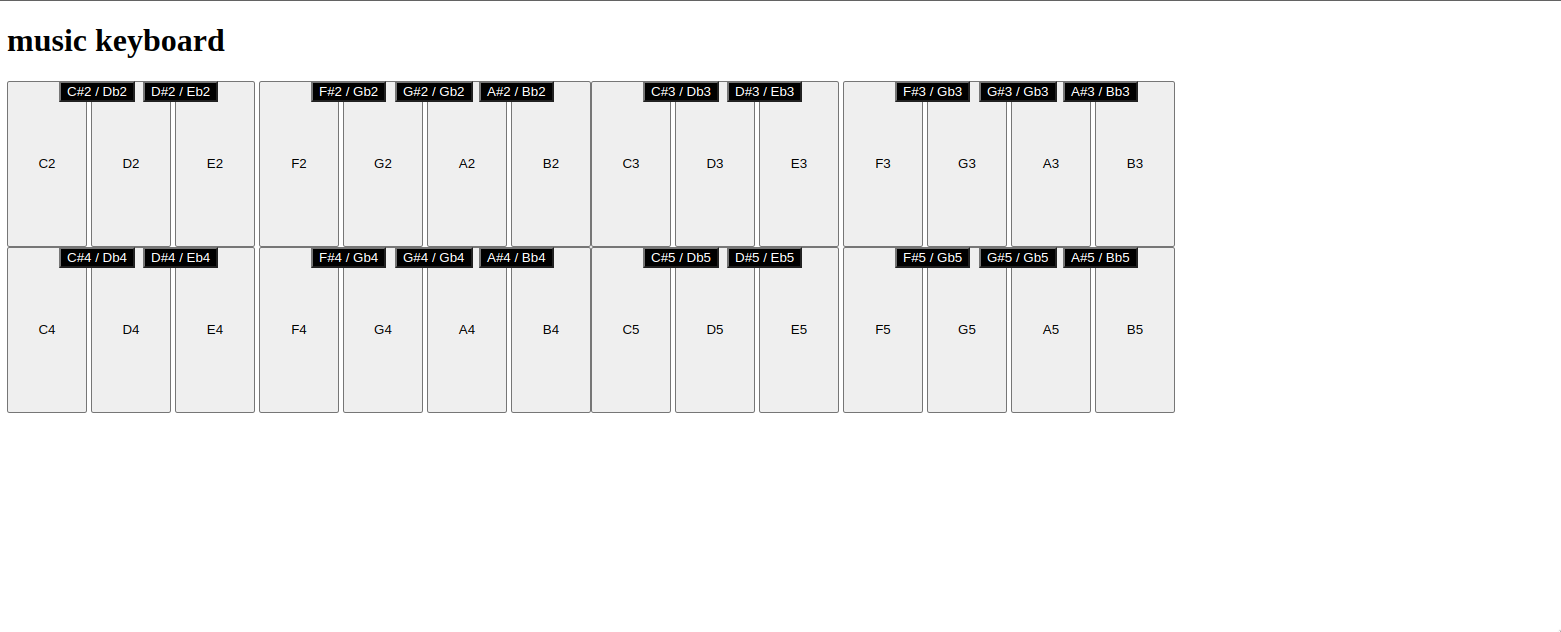 music keyboard
C#2 / Db2 D#2 / Eb2 F#2 / Gb2 G#2 / Gb2 A#2 / Bb2 C#3 / Db3 D#3 / Eb3 F#3 / Gb3 G#3 / Gb3 A#3 / Bb3
C2 D2 E2 F2 G2 A2 B2 C3 D3 E3 F3 G3 A3 B3
C#4 / Db4 D#4 / Eb4 F#4 / Gb4 G#4 / Gb4 A#4 / Bb4 C#5 / Db5 D#5 / Eb5 F#5 / Gb5 G#5 / Gb5 A#5 / Bb5
C4 D4 E4 F4 G4 A4 B4 C5 D5 E5 F5 G5 A5 B5